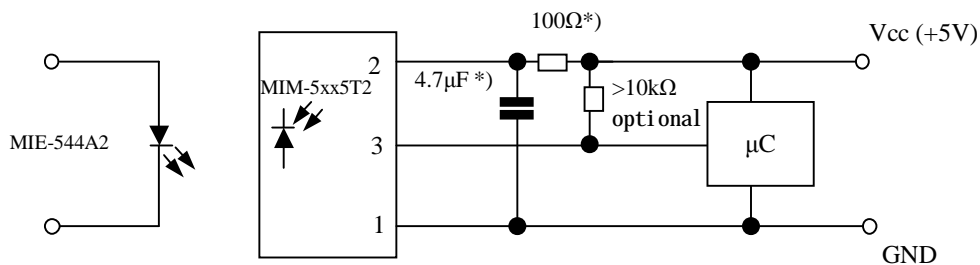 100Ω*)
Vcc (+5V)
2
4.7μF *)
MIM-5xx5T2
>10kΩ
optional
MIE-544A2
3
μC
1
GND